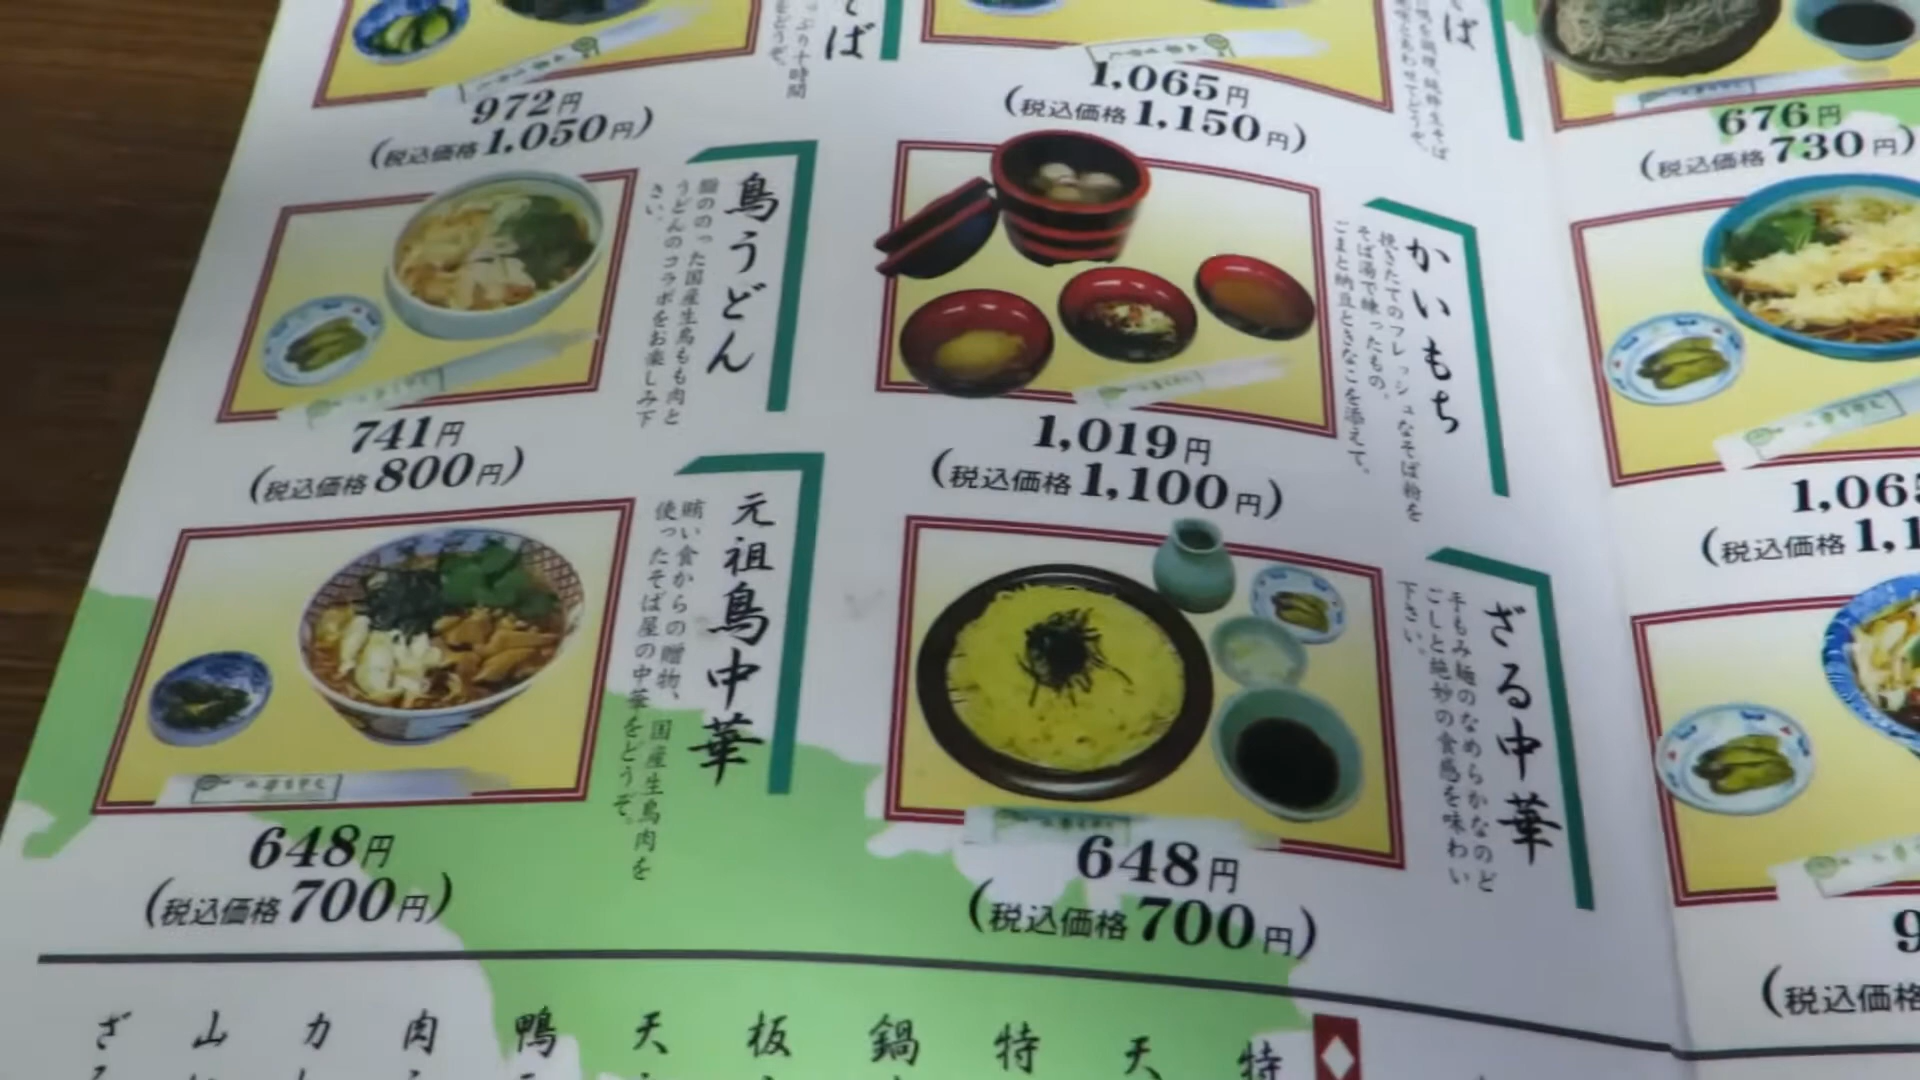 そば
972円
(税込価格1,050円)
1,065円
(税込価格1,150円)
676円
(税込価格730円)
鳥うどん
脂ののった国産生鳥もも肉と
うどんのコラボをお楽しみ下
さい。
741円
(税込価格800円)
かいもち
挽きたてのフレッシュなそば粉を
そば湯で練ったもの。
ごまと納豆ときなこを添えて。
1,019円
(税込価格1,100円)
元祖鳥中華
賄い食からの贈物、国産生鳥肉を
使ったそば屋の中華をどうぞ。
648円
(税込価格700円)
ざる中華
手もみ麺のなめらかなのど
ごしと絶妙の食感を味わい
下さい。
648円
(税込価格700円)
(税込価格
(税込価格
特
天
特
鍋
板
天
鴨
肉
カ
山
ざ